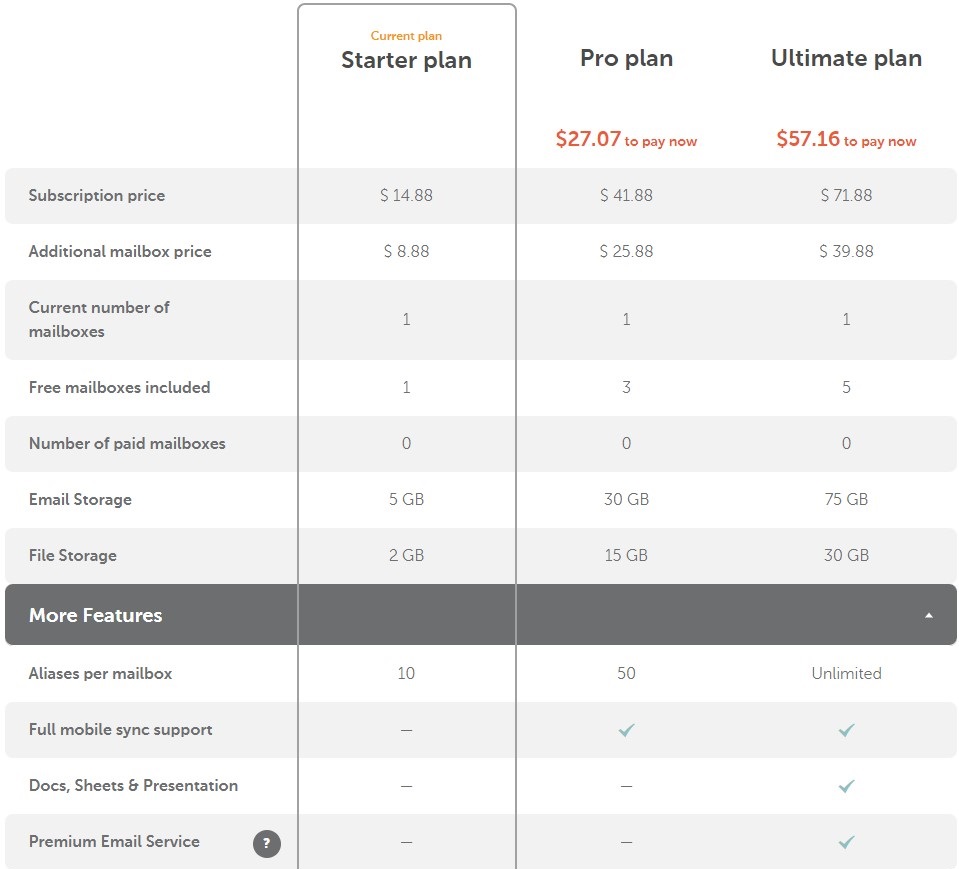 Current plan
Starter plan
Pro plan
Ultimate plan
$27.07 to pay now
$57.16 to pay now
Subscription price
$ 14.88
$ 41.88
$ 71.88
Additional mailbox price
$ 8.88
$ 25.88
$ 39.88
Current number of
mailboxes
1
1
1
Free mailboxes included
1
3
5
Number of paid mailboxes
0
0
0
Email Storage
5 GB
30 GB
75 GB
File Storage
2 GB
15 GB
30 GB
More Features
Aliases per mailbox
10
50
Unlimited
Full mobile sync support
—
Docs, Sheets & Presentation
—
—
Premium Email Service
?
—
—